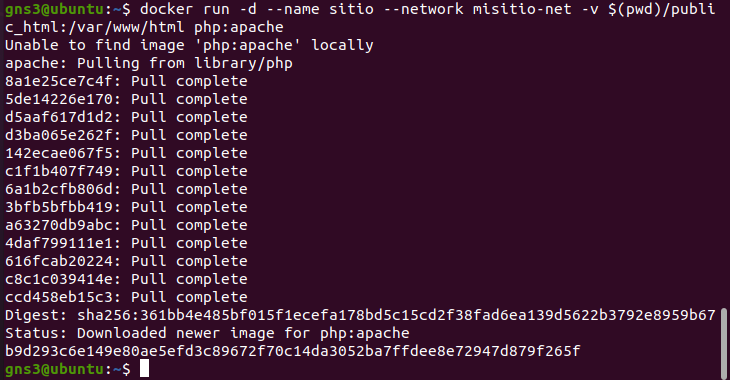 gns3@ubuntu:~$ docker run -d --name sitio --network misitio-net -v $(pwd)/publi
c_html:/var/www/html php:apache
Unable to find image 'php:apache' locally
apache: Pulling from library/php
8a1e25ce7c4f: Pull complete
5de14226e170: Pull complete
d5aaf617d1d2: Pull complete
d3ba065e262f: Pull complete
142ecae067f5: Pull complete
c1f1b407f749: Pull complete
6a1b2cfb806d: Pull complete
3bfb5bfbb419: Pull complete
a63270db9abc: Pull complete
4daf799111e1: Pull complete
616fcab20224: Pull complete
c8c1c039414e: Pull complete
ccd458eb15c3: Pull complete
Digest: sha256:361bb4e485bf015f1ecefa178bd5c15cd2f38fad6ea139d5622b3792e8959b67
Status: Downloaded newer image for php:apache
b9d293c6e149e80ae5efd3c89672f70c14da3052ba7ffdee8e72947d879f265f
gns3@ubuntu:~$